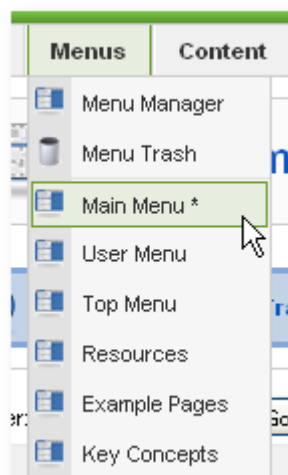 Menus Content
Menu Manager
Menu Trash
Main Menu *
User Menu
Top Menu
Resources
Example Pages
Key Concepts